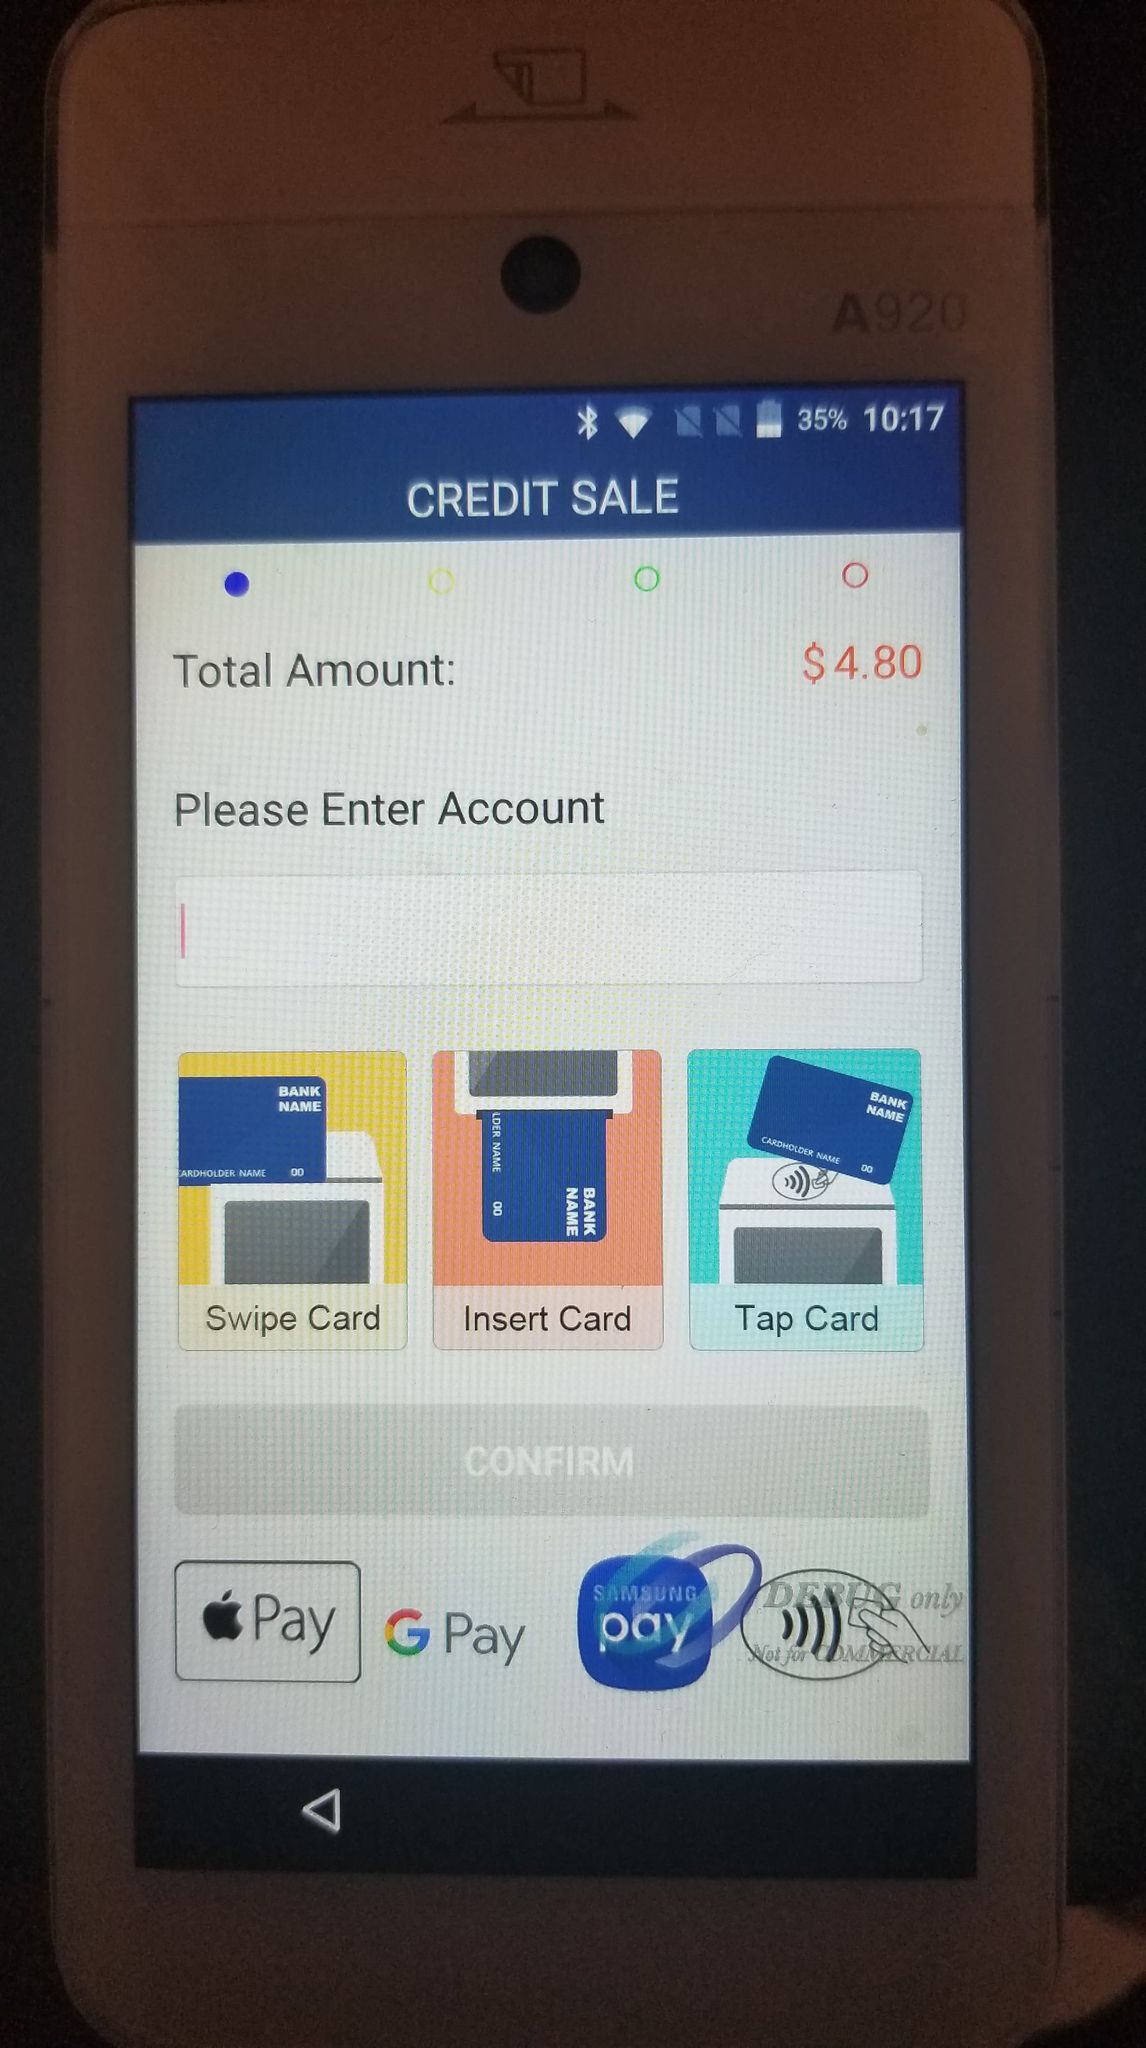 A920
35% 10:17
CREDIT SALE
Total Amount: $ 4.80
Please Enter Account
BANK
NAME
CARDHOLDER NAME 00
LDER NAME 00
BANK
NAME
BANK
NAME
CARDHOLDER NAME 00
Swipe Card Insert Card Tap Card
CONFIRM
Pay G Pay SAMSUNG pay
DEBUG only
Not for COMMERCIAL